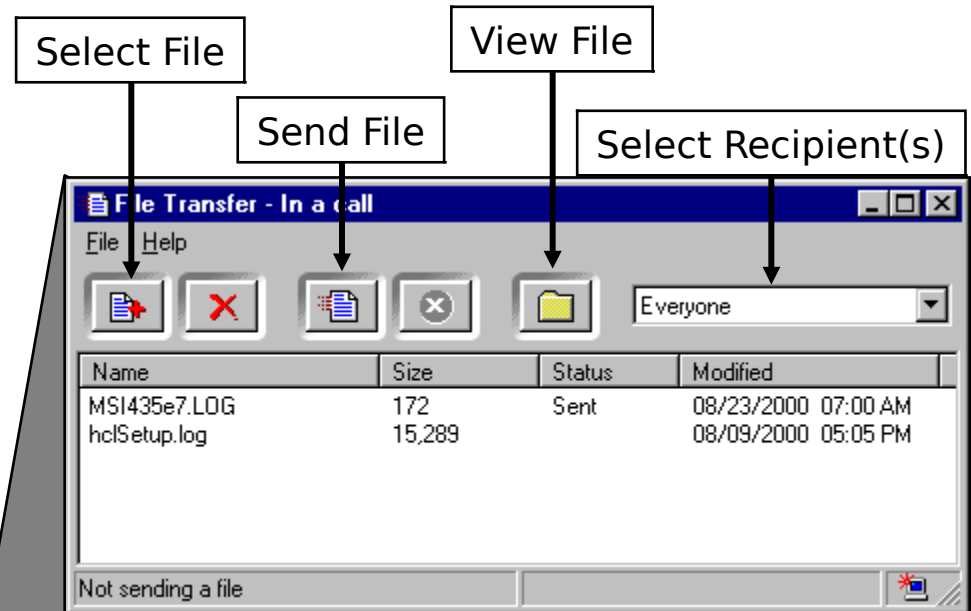 Select File
View File
Send File
Select Recipient(s)
File Transfer - In a call
File Help
Everyone
Name Size Status Modified
MSI435e7.LOG 172 Sent 08/23/2000 07:00 AM
hclSetup.log 15,289 08/09/2000 05:05 PM
Not sending a file